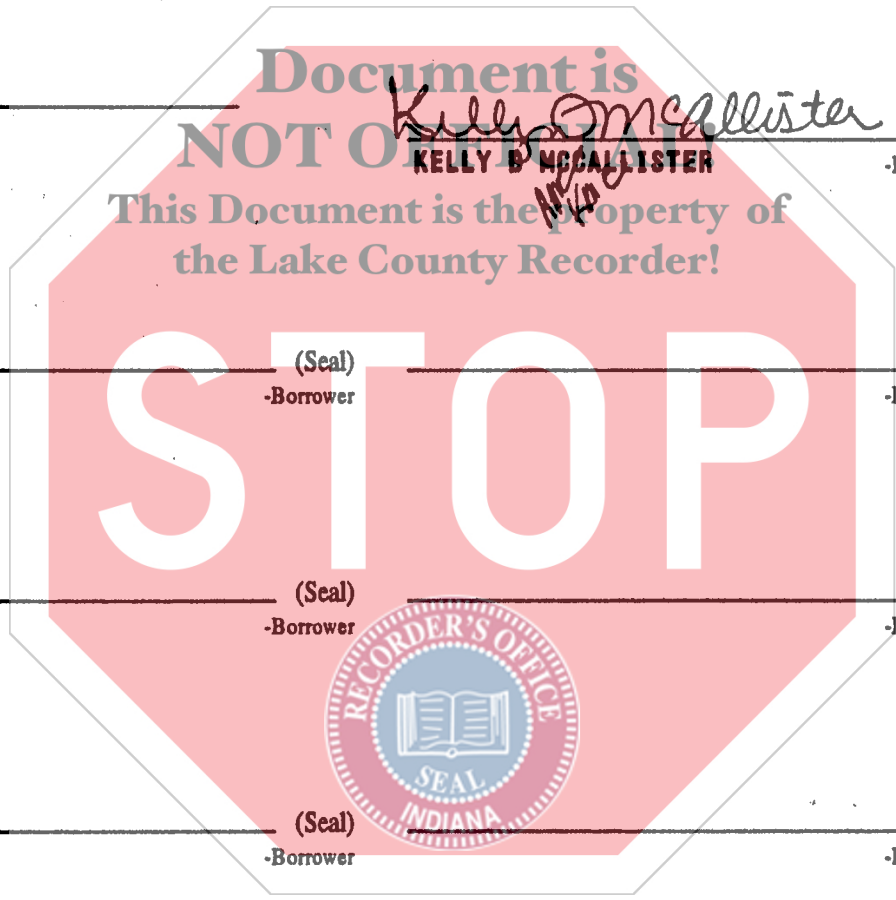 Document is
Kelly McCallister
NOT OFFICIAL!
KELLY B MCCALLISTER
This Document is the property of
the Lake County Recorder!
(Seal)
-Borrower
STOP
(Seal)
-Borrower
RECORDER'S OFFICE
SEAL
INDIANA
(Seal)
-Borrower